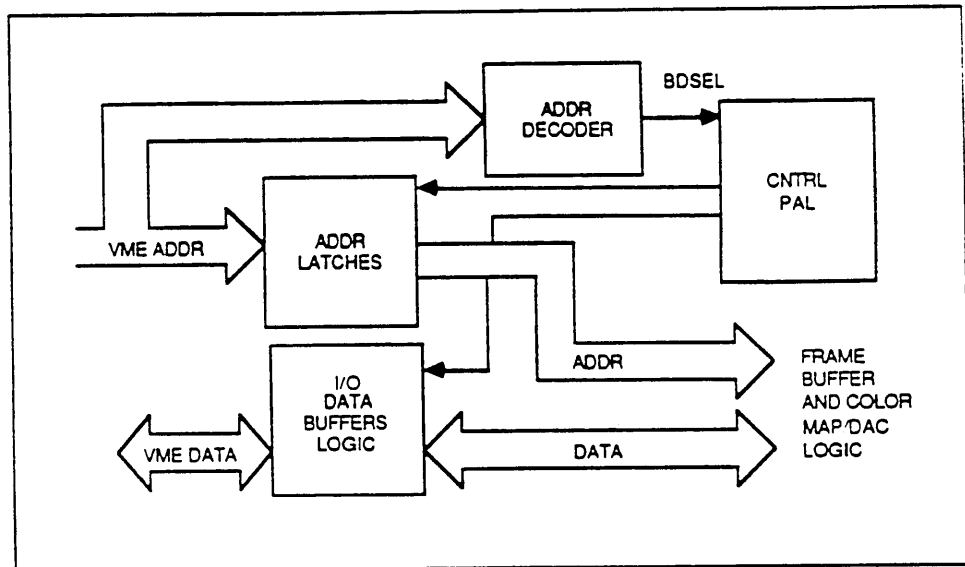 BDSEL
ADDR
DECODER
CNTRL
PAL
VME ADDR
ADDR
LATCHES
ADDR
FRAME
BUFFER
AND COLOR
MAP/DAC
LOGIC
I/O
DATA
BUFFERS
LOGIC
VME DATA
DATA